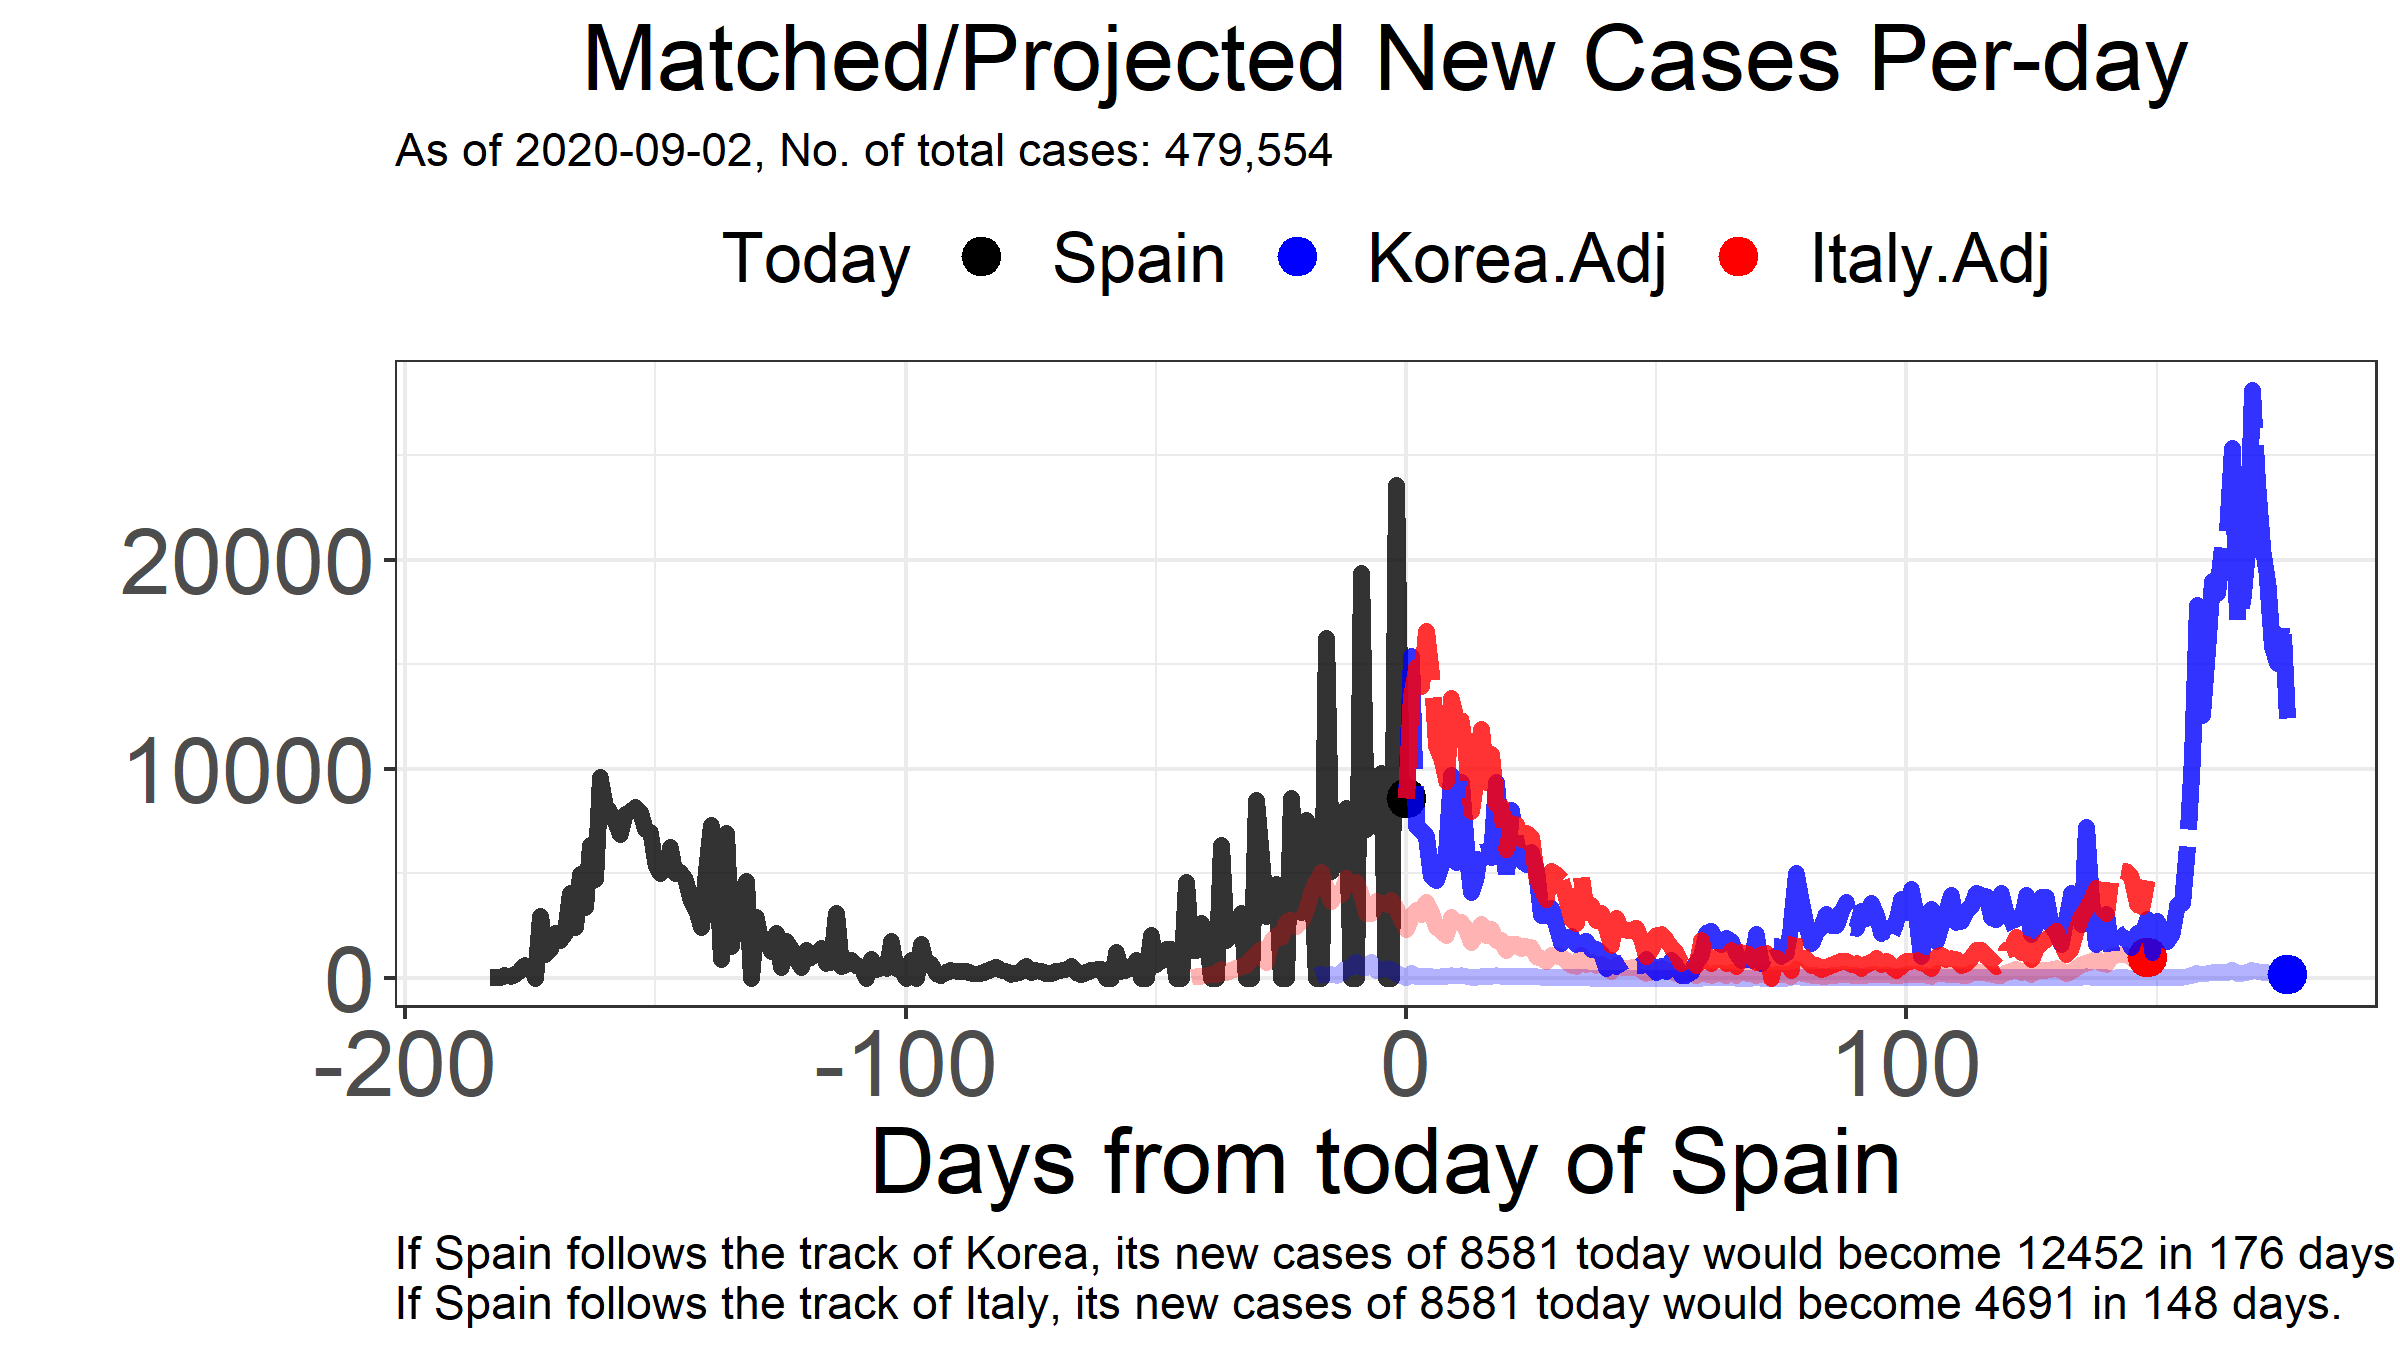 Matched/Projected New Cases Per-day
As of 2020-09-02, No. of total cases: 479,554
Today Spain Korea.Adj Italy.Adj
20000
10000
0
-200 -100 0 100
Days from today of Spain
If Spain follows the track of Korea, its new cases of 8581 today would become 12452 in 176 days
If Spain follows the track of Italy, its new cases of 8581 today would become 4691 in 148 days.